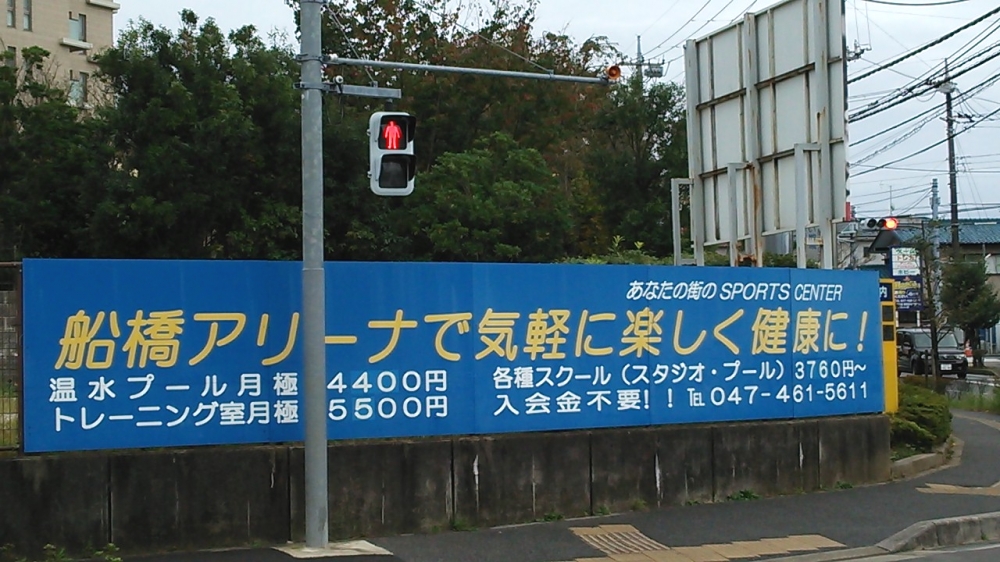 あなたの街の SPORTS CENTER
船橋アリーナで気軽に楽しく健康に!
温水プール月極 4400円
トレーニング室月極 5500円
各種スクール(スタジオ・プール)3760円~
入会金不要!! TEL 047-461-5611
内